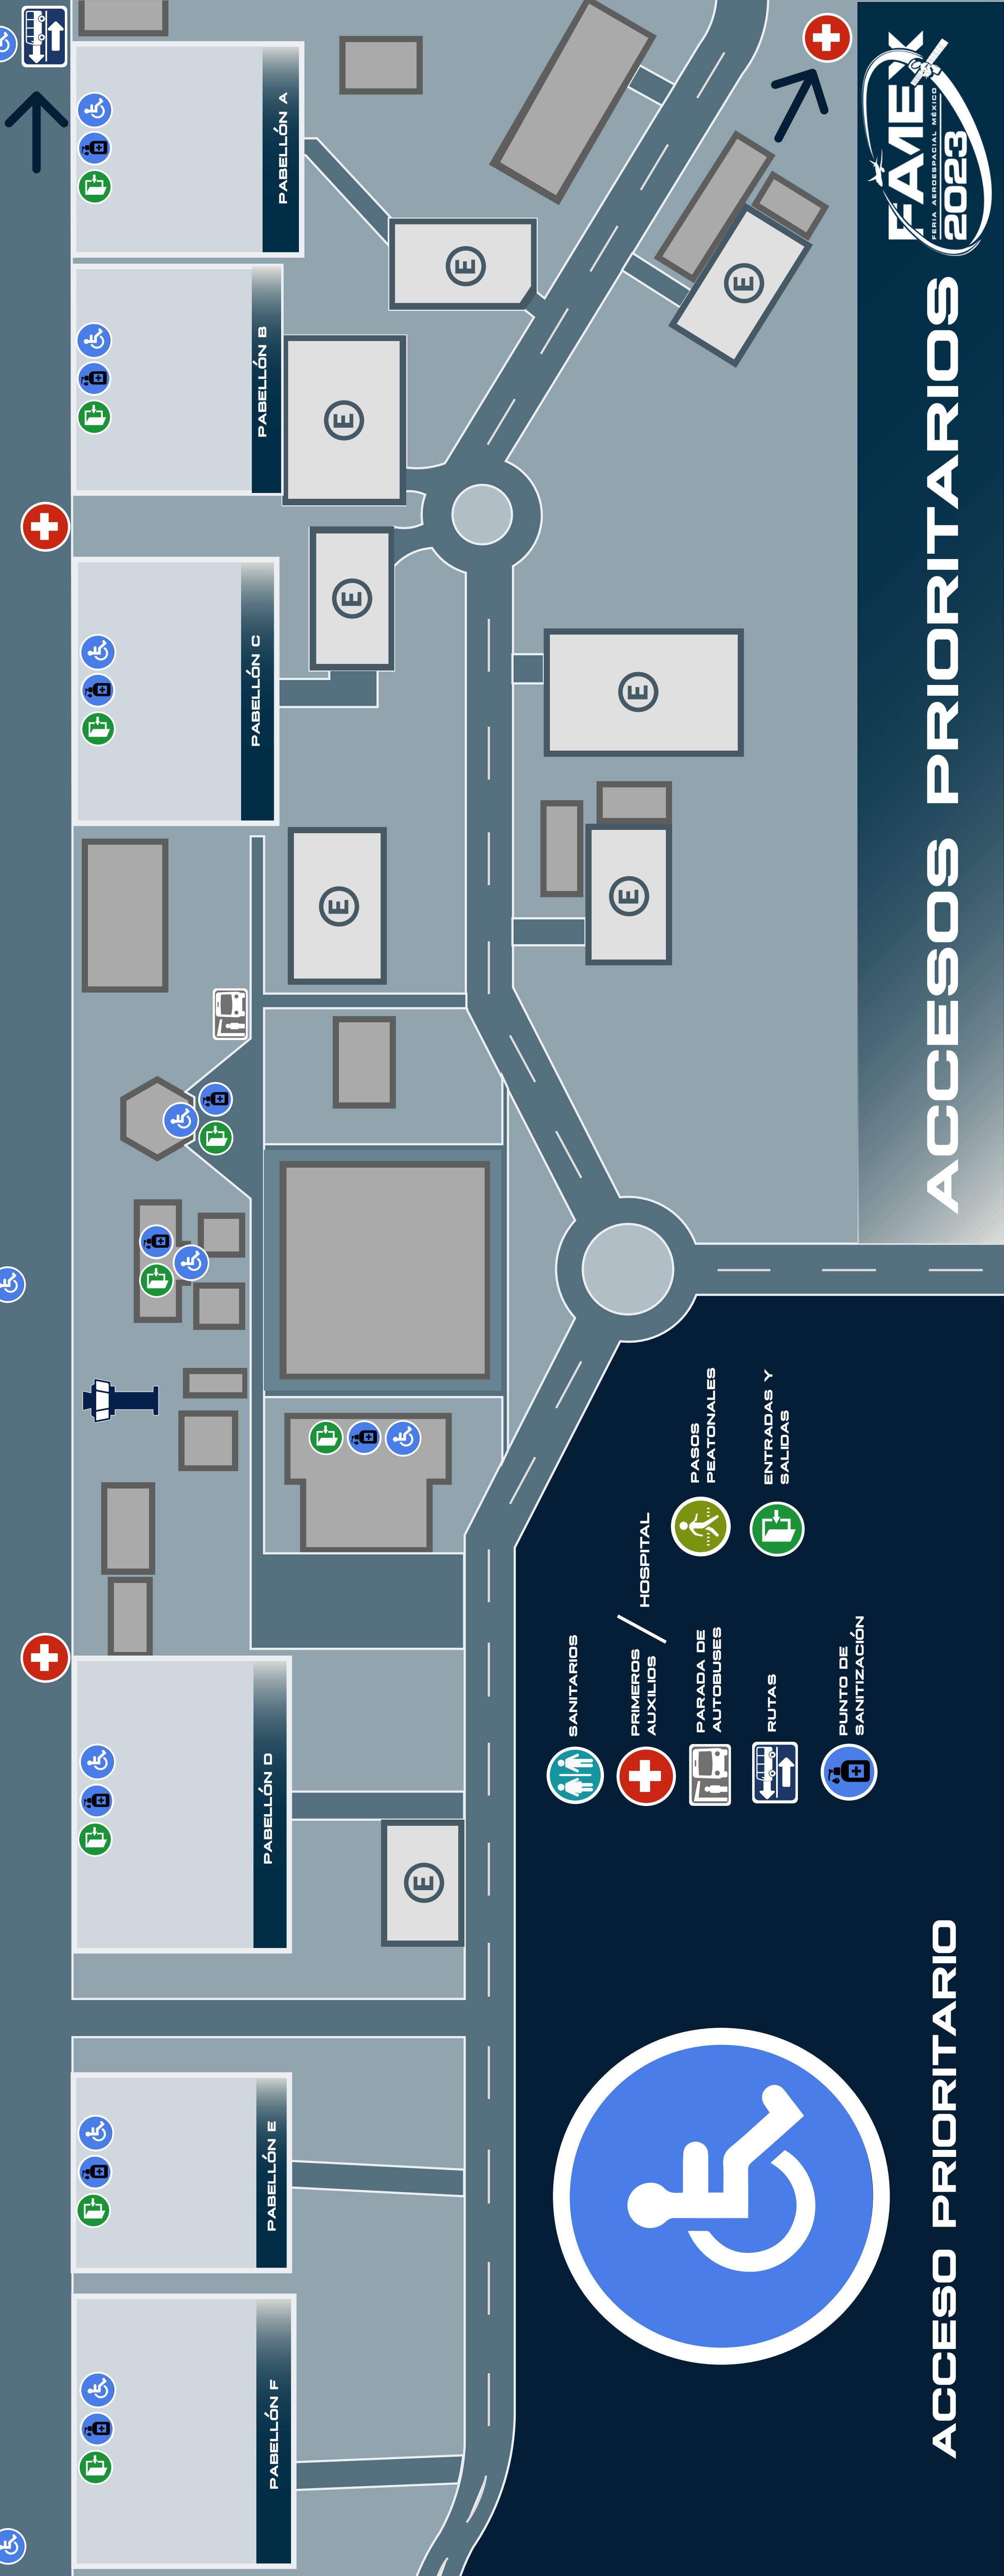 FAMEX
FERIA AEROESPACIAL MÉXICO
2023
ACCESOS PRIORITARIOS
PABELLÓN F
PABELLÓN E
PABELLÓN D
PABELLÓN C
PABELLÓN B
PABELLÓN A
E
E
E
E
E
E
E
E
SANITARIOS
PRIMEROS
AUXILIOS
/ HOSPITAL
PARADA DE
AUTOBUSES
RUTAS
PUNTO DE
SANITIZACIÓN
PASOS
PEATONALES
ENTRADAS Y
SALIDAS
ACCESO PRIORITARIO